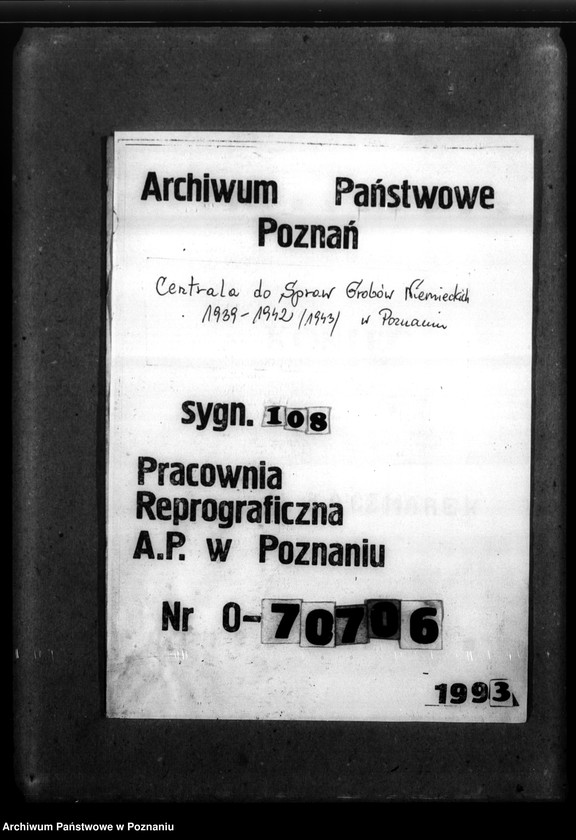 Archiwum Państwowe
Poznań
Centrala do Spraw Grobów Niemieckich
1939-1942 /1943/ w Poznaniu
sygn. 108
Pracownia
Reprograficzna
A.P. w Poznaniu
Nr 0-70706
1993
Archiwum Państwowe w Poznaniu